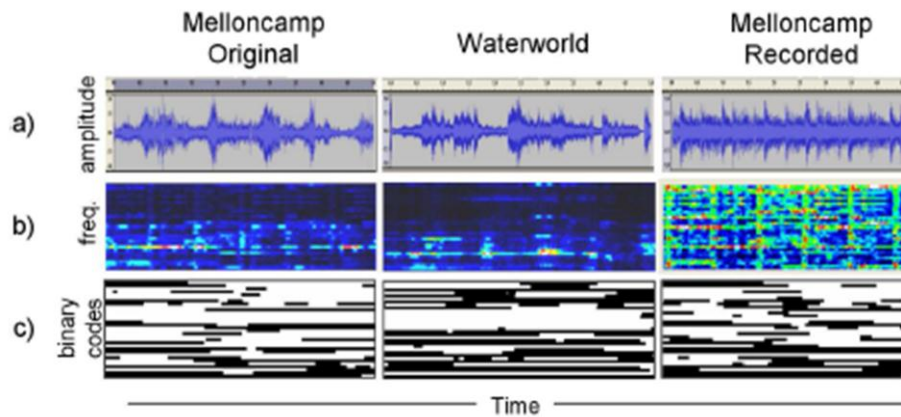 Melloncamp
Original
Waterworld
Melloncamp
Recorded
a)
amplitude
b)
freq.
c)
binary
codes
Time